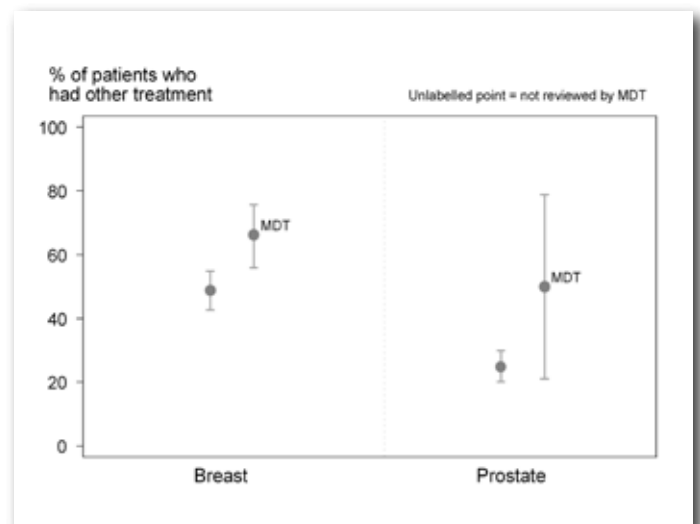 % of patients who
had other treatment
Unlabelled point = not reviewed by MDT
100
80
60
40
20
0
MDT
MDT
Breast
Prostate